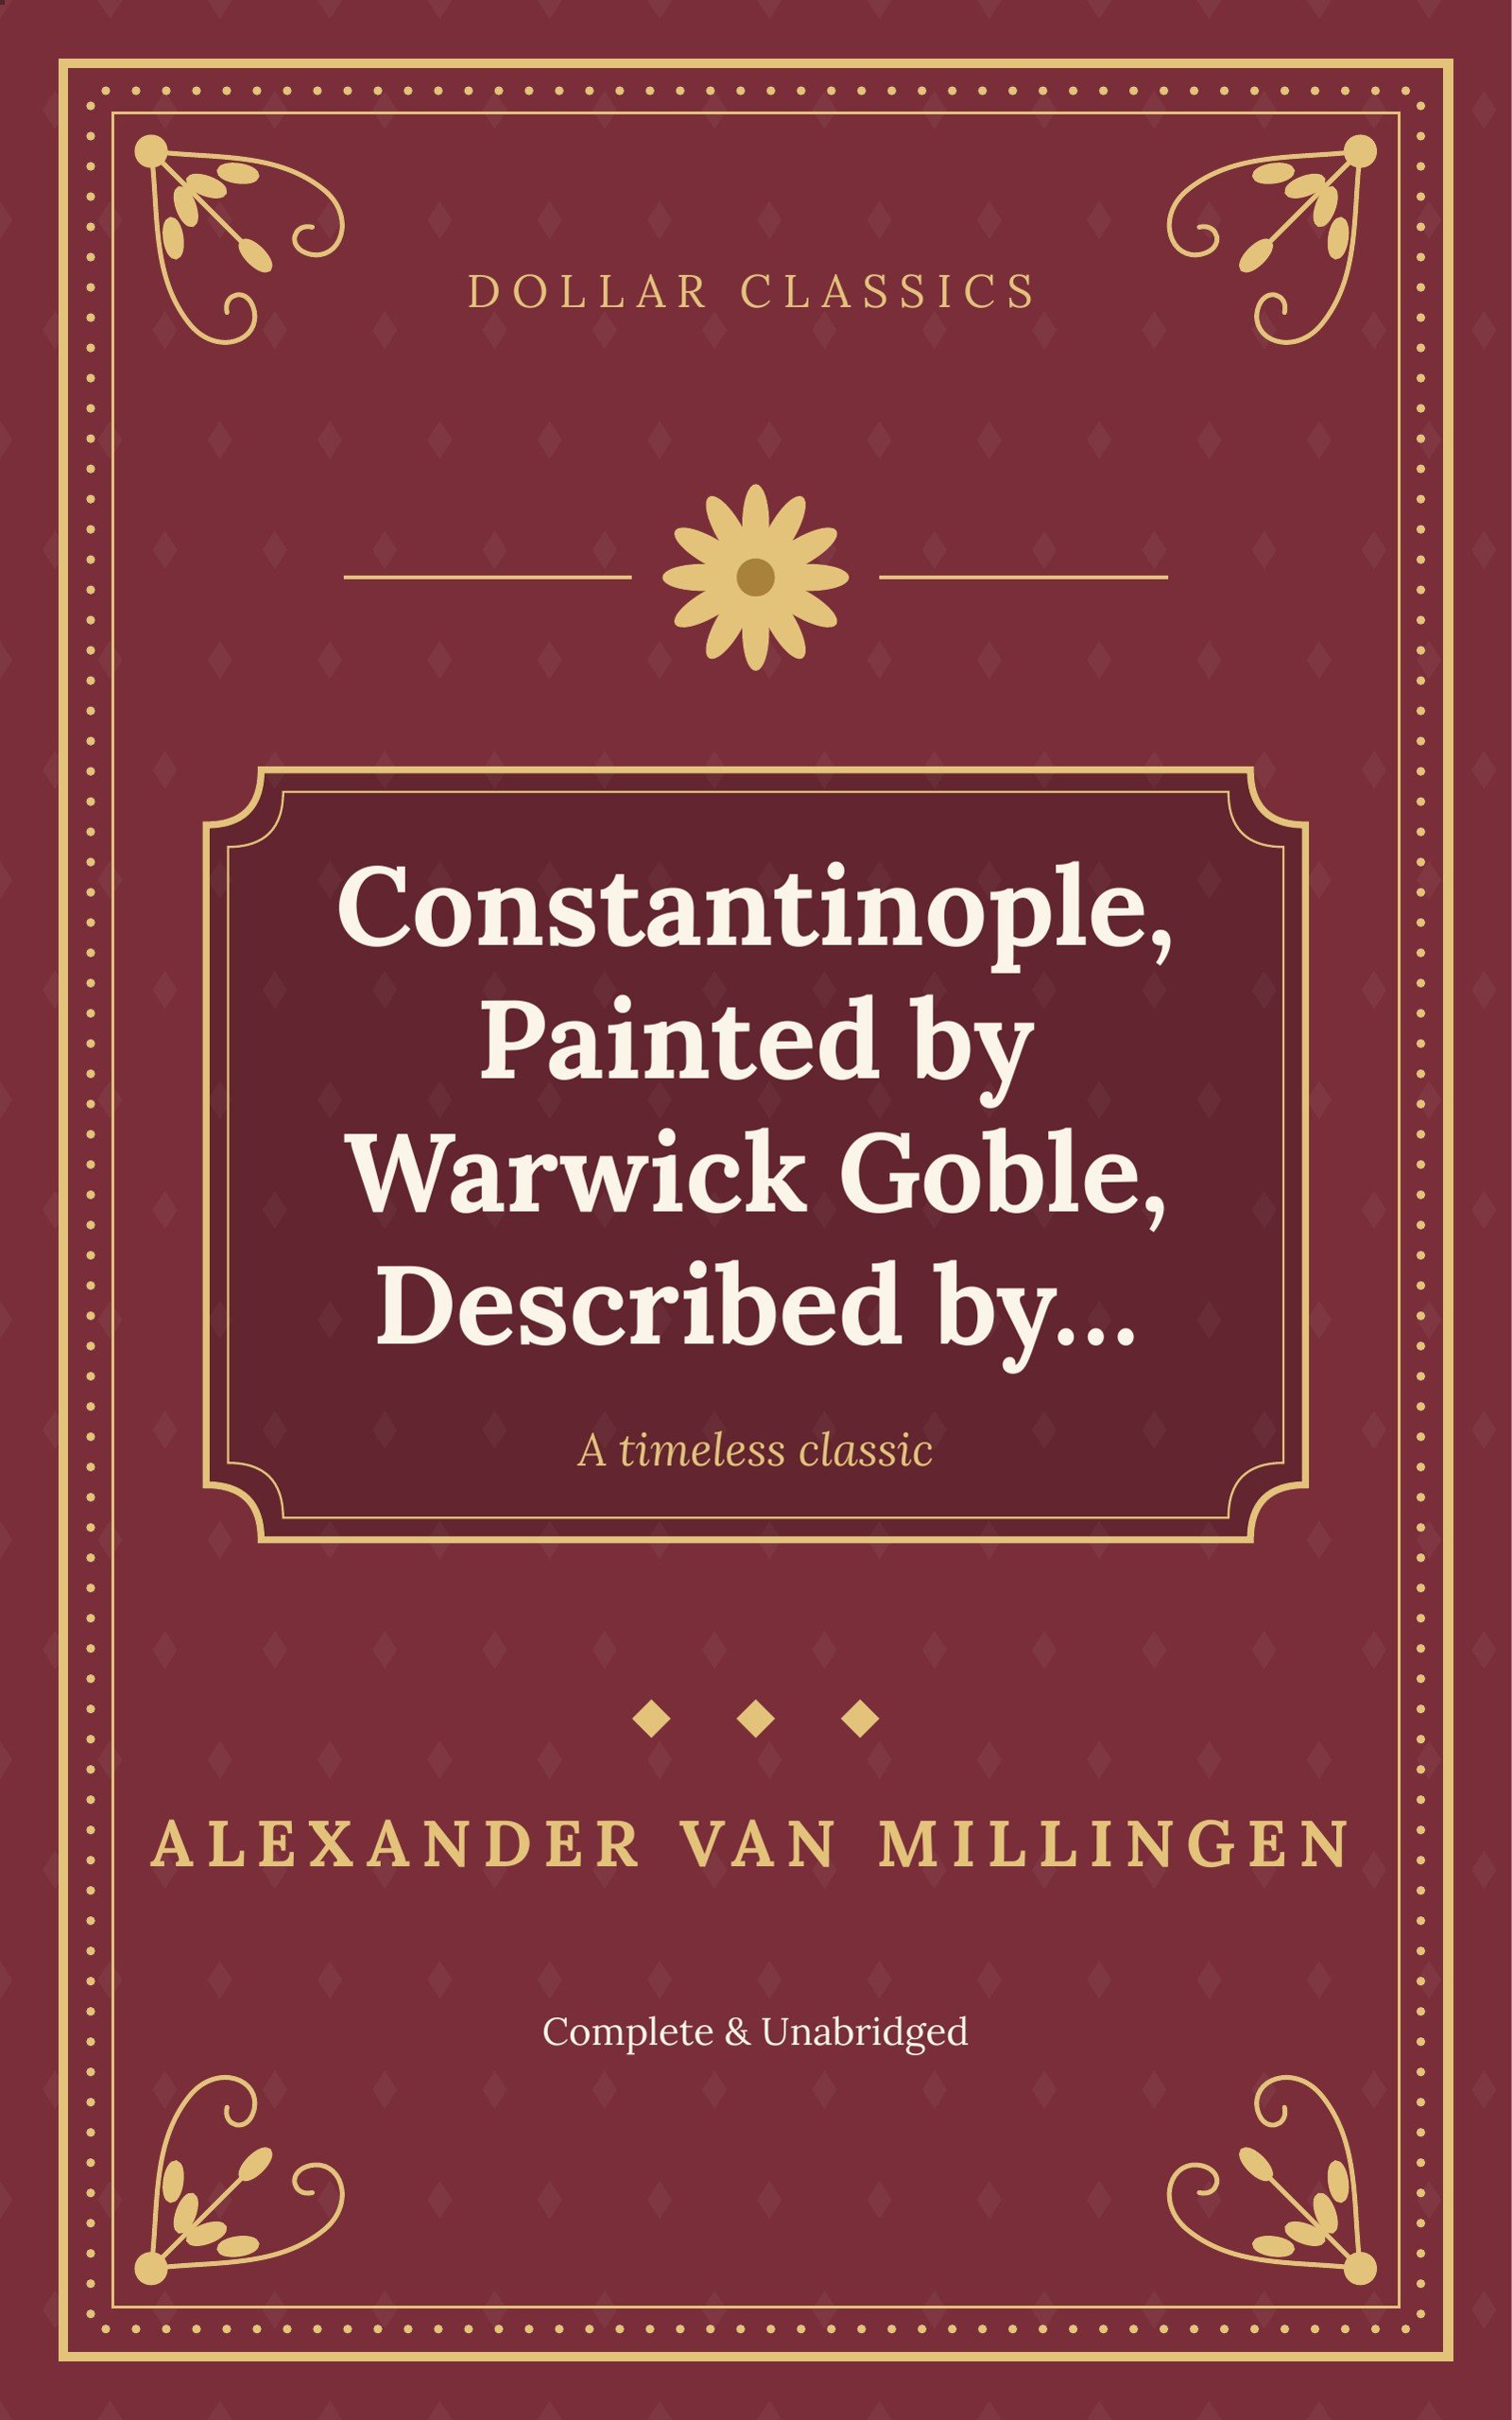 DOLLAR CLASSICS
Constantinople,
Painted by
Warwick Goble,
Described by...
A timeless classic
ALEXANDER VAN MILLINGEN
Complete & Unabridged